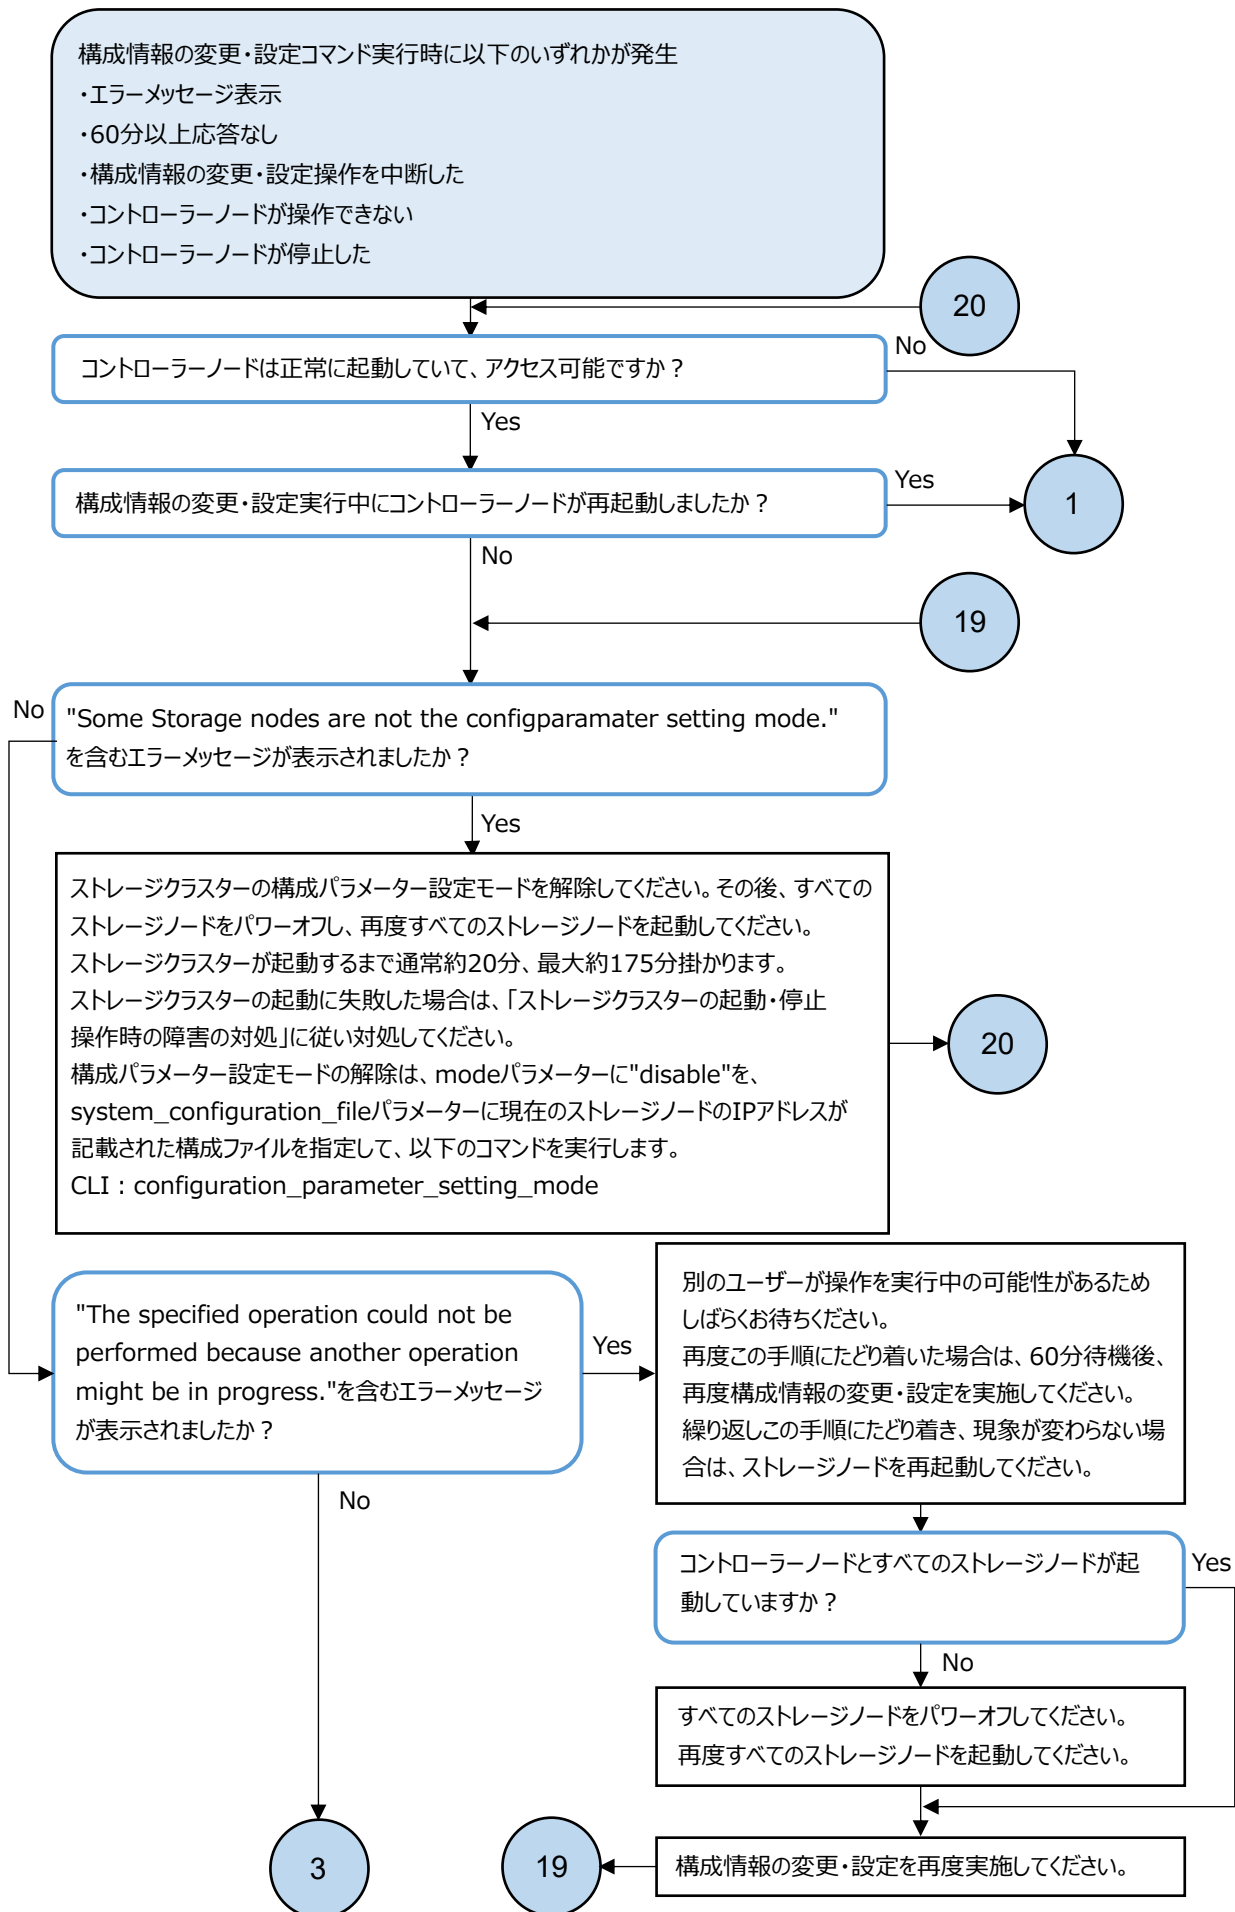 構成情報の変更・設定コマンド実行時に以下のいずれかが発生
・エラーメッセージ表示
・60分以上応答なし
・構成情報の変更・設定操作を中断した
・コントローラーノードが操作できない
・コントローラーノードが停止した
20
コントローラーノードは正常に起動していて、アクセス可能ですか？
No
Yes
構成情報の変更・設定実行中にコントローラーノードが再起動しましたか？
Yes
1
No
19
No
"Some Storage nodes are not the configparamater setting mode."
を含むエラーメッセージが表示されましたか？
Yes
ストレージクラスターの構成パラメーター設定モードを解除してください。その後、すべての
ストレージノードをパワーオフし、再度すべてのストレージノードを起動してください。
ストレージクラスターが起動するまで通常約20分、最大約175分掛かります。
ストレージクラスターの起動に失敗した場合は、「ストレージクラスターの起動・停止
操作時の障害の対処」に従い対処してください。
構成パラメーター設定モードの解除は、modeパラメーターに"disable"を、
system_configuration_fileパラメーターに現在のストレージノードのIPアドレスが
記載された構成ファイルを指定して、以下のコマンドを実行します。
CLI：configuration_parameter_setting_mode
20
"The specified operation could not be
performed because another operation
might be in progress."を含むエラーメッセージ
が表示されましたか？
Yes
別のユーザーが操作を実行中の可能性があるため
しばらくお待ちください。
再度この手順にたどり着いた場合は、60分待機後、
再度構成情報の変更・設定を実施してください。
繰り返しこの手順にたどり着き、現象が変わらない場
合は、ストレージノードを再起動してください。
No
コントローラーノードとすべてのストレージノードが起
動していますか？
Yes
No
すべてのストレージノードをパワーオフしてください。
再度すべてのストレージノードを起動してください。
3
19
構成情報の変更・設定を再度実施してください。